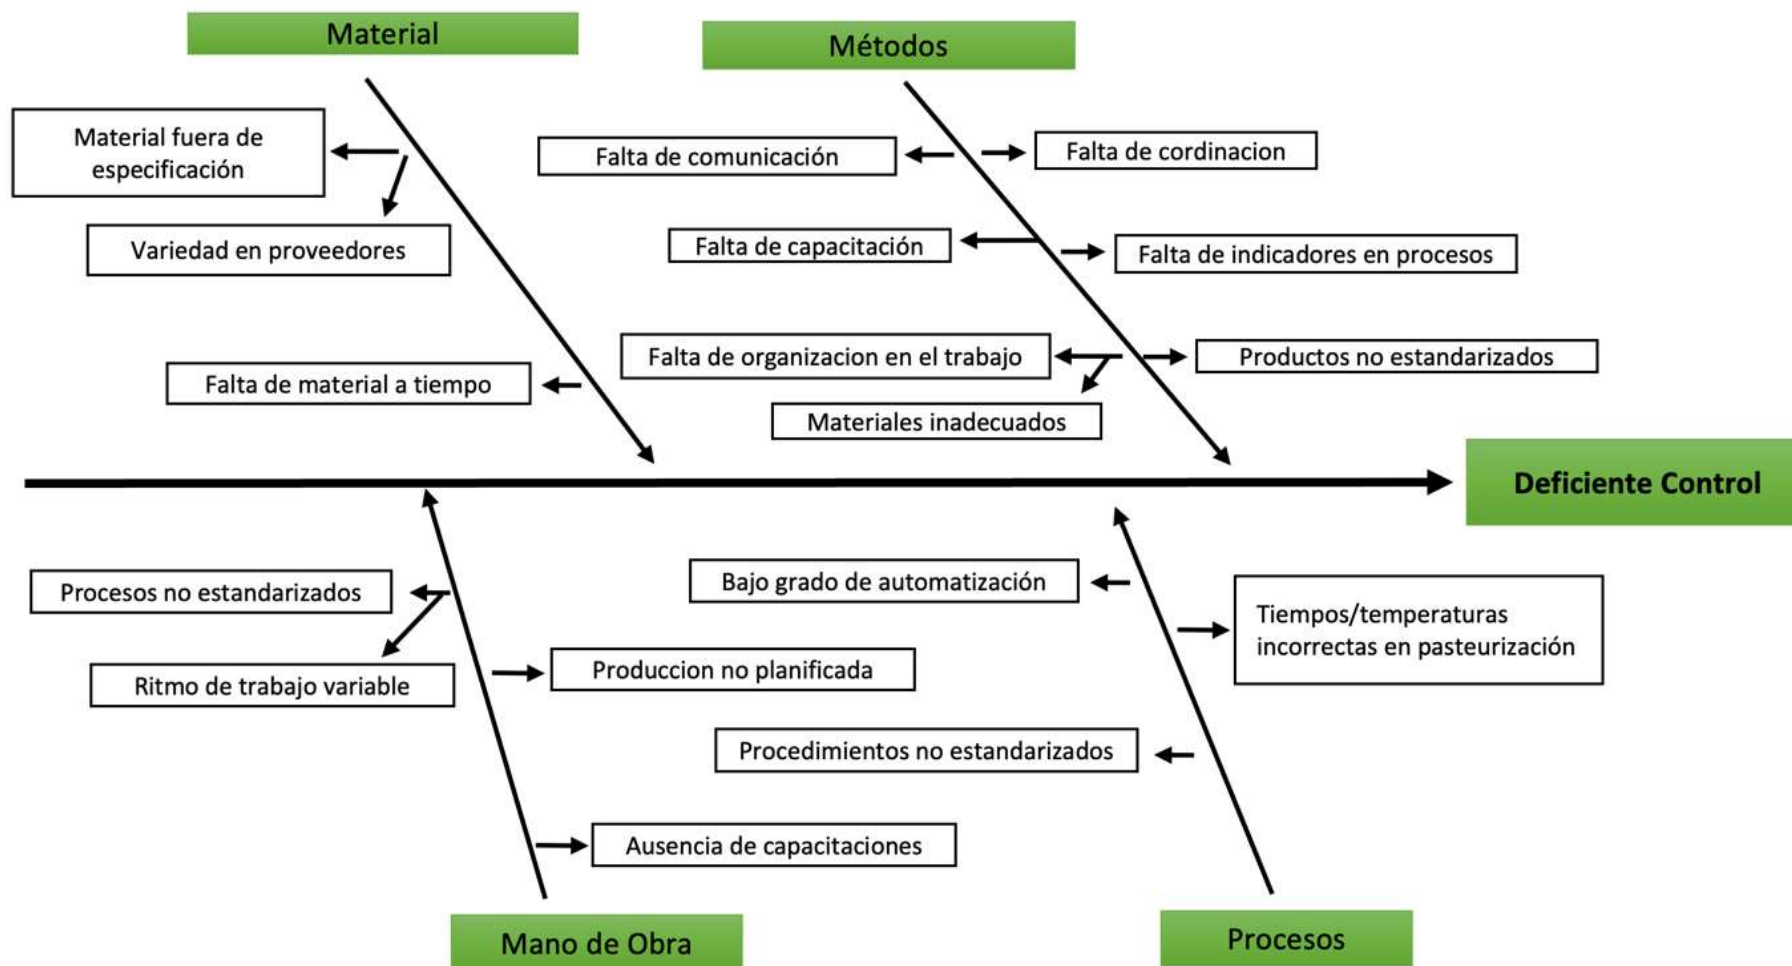 Material
Métodos
Material fuera de
especificación
Variedad en proveedores
Falta de material a tiempo
Falta de comunicación
Falta de cordinacion
Falta de capacitación
Falta de indicadores en procesos
Falta de organizacion en el trabajo
Productos no estandarizados
Materiales inadecuados
Deficiente Control
Procesos no estandarizados
Ritmo de trabajo variable
Produccion no planificada
Ausencia de capacitaciones
Bajo grado de automatización
Tiempos/temperaturas
incorrectas en pasteurización
Procedimientos no estandarizados
Mano de Obra
Procesos